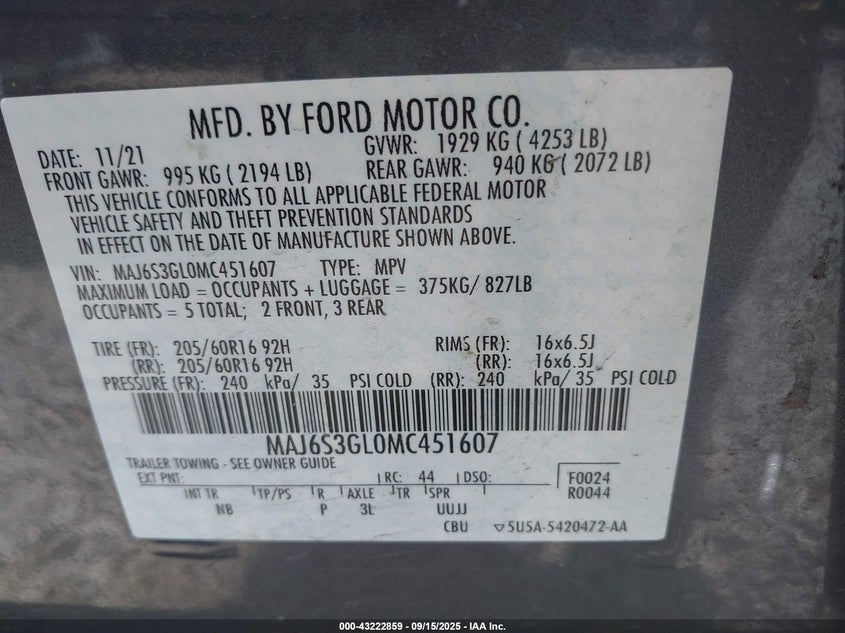 MFD. BY FORD MOTOR CO.
DATE: 11/21 GVWR: 1929 KG ( 4253 LB)
FRONT GAWR: 995 KG ( 2194 LB) REAR GAWR: 940 KG ( 2072 LB)
THIS VEHICLE CONFORMS TO ALL APPLICABLE FEDERAL MOTOR
VEHICLE SAFETY AND THEFT PREVENTION STANDARDS
IN EFFECT ON THE DATE OF MANUFACTURE SHOWN ABOVE.
VIN: MAJ6S3GL0MC451607 TYPE: MPV
MAXIMUM LOAD = OCCUPANTS + LUGGAGE = 375KG/ 827LB
OCCUPANTS = 5 TOTAL; 2 FRONT, 3 REAR
TIRE (FR): 205/60R16 92H RIMS (FR): 16x6.5J
(RR): 205/60R16 92H (RR): 16x6.5J
PRESSURE (FR): 240 kPa/ 35 PSI COLD (RR): 240 kPa/ 35 PSI COLD
MAJ6S3GL0MC451607
TRAILER TOWING - SEE OWNER GUIDE
EXT PNT: RC: 44 DSO: F0024
INT TR TP/PS R AXLE TR SPR R0044
NB P 3L UUJJ
CBU ▽5U5A-5420472-AA
000-43222859 - 09/15/2025 - IAA Inc.